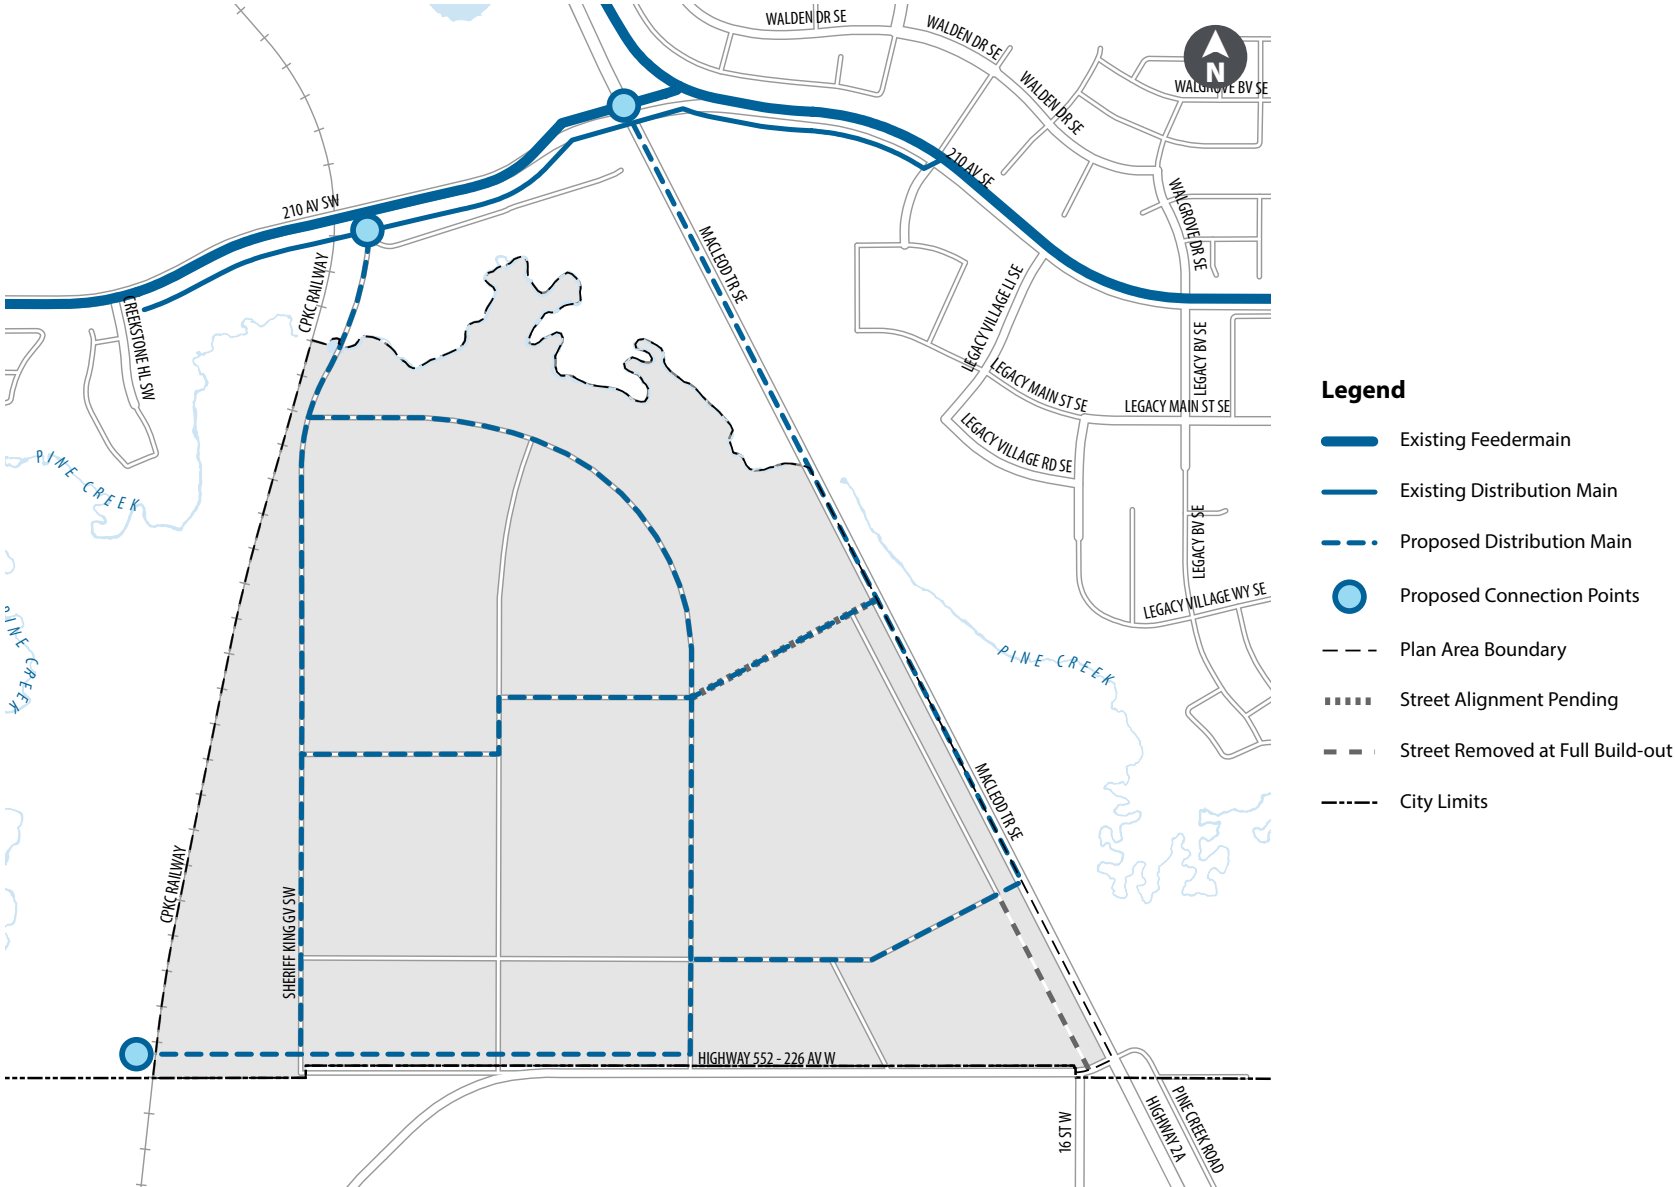 WALDEN DR SE
WALDEN DR SE
N
WALGROVE BV SE
WALDEN DR SE
210 AV SE
210 AV SW
WALGROVE DR SE
MACLEOD TR SE
CPKC RAILWAY
CREEKSTONE HL SW
LEGACY VILLAGE LI SE
LEGACY BV SE
LEGACY MAIN ST SE
LEGACY MAIN ST SE
LEGACY VILLAGE RD SE
PINE CREEK
LEGACY BV SE
LEGACY VILLAGE WY SE
PINE CREEK
PINE CREEK
MACLEOD TR SE
CPKC RAILWAY
SHERIFF KING GV SW
HIGHWAY 552 - 226 AV W
16 ST W
HIGHWAY 2A
PINE CREEK ROAD
Legend
Existing Feedermain
Existing Distribution Main
Proposed Distribution Main
Proposed Connection Points
Plan Area Boundary
Street Alignment Pending
Street Removed at Full Build-out
City Limits